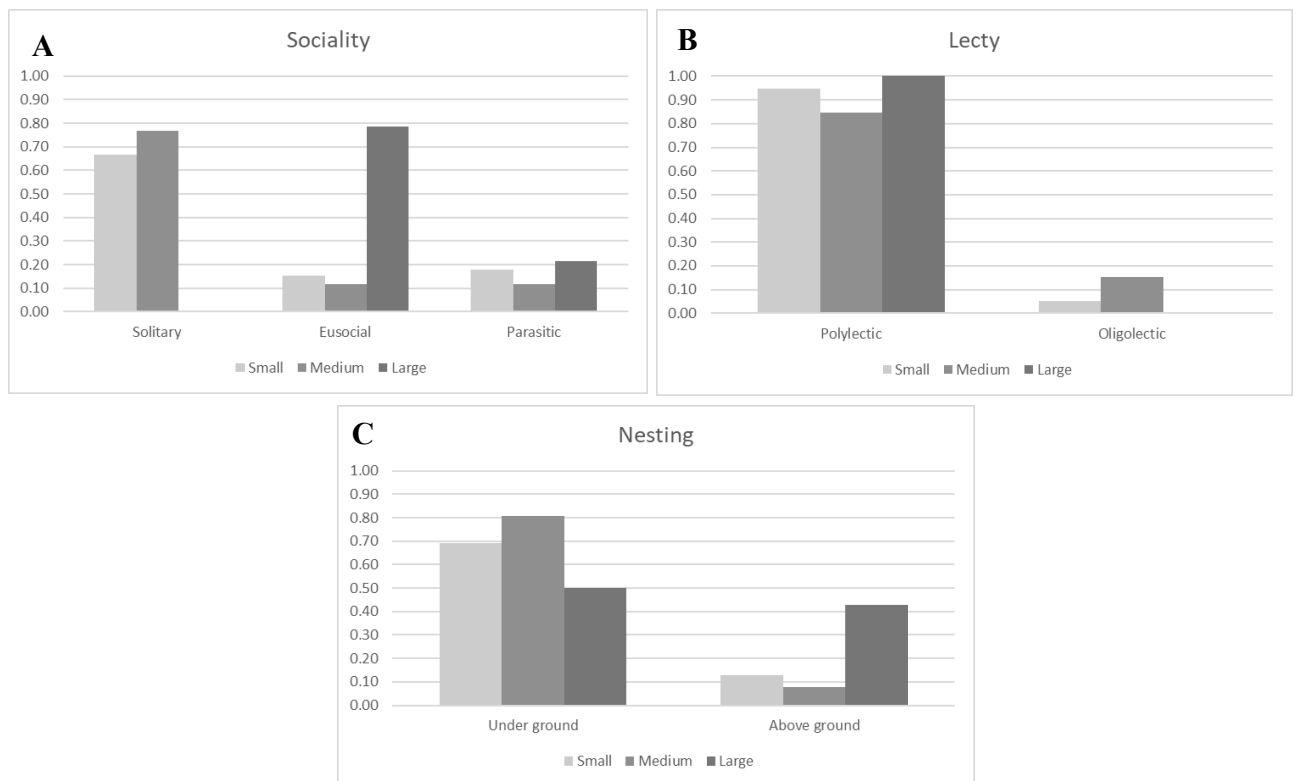 A
Sociality
1.00
0.90
0.80
0.70
0.60
0.50
0.40
0.30
0.20
0.10
0.00
Solitary Eusocial Parasitic
Small Medium Large
B
Lecty
1.00
0.90
0.80
0.70
0.60
0.50
0.40
0.30
0.20
0.10
0.00
Polylectic Oligolectic
Small Medium Large
C
Nesting
1.00
0.90
0.80
0.70
0.60
0.50
0.40
0.30
0.20
0.10
0.00
Under ground Above ground
Small Medium Large